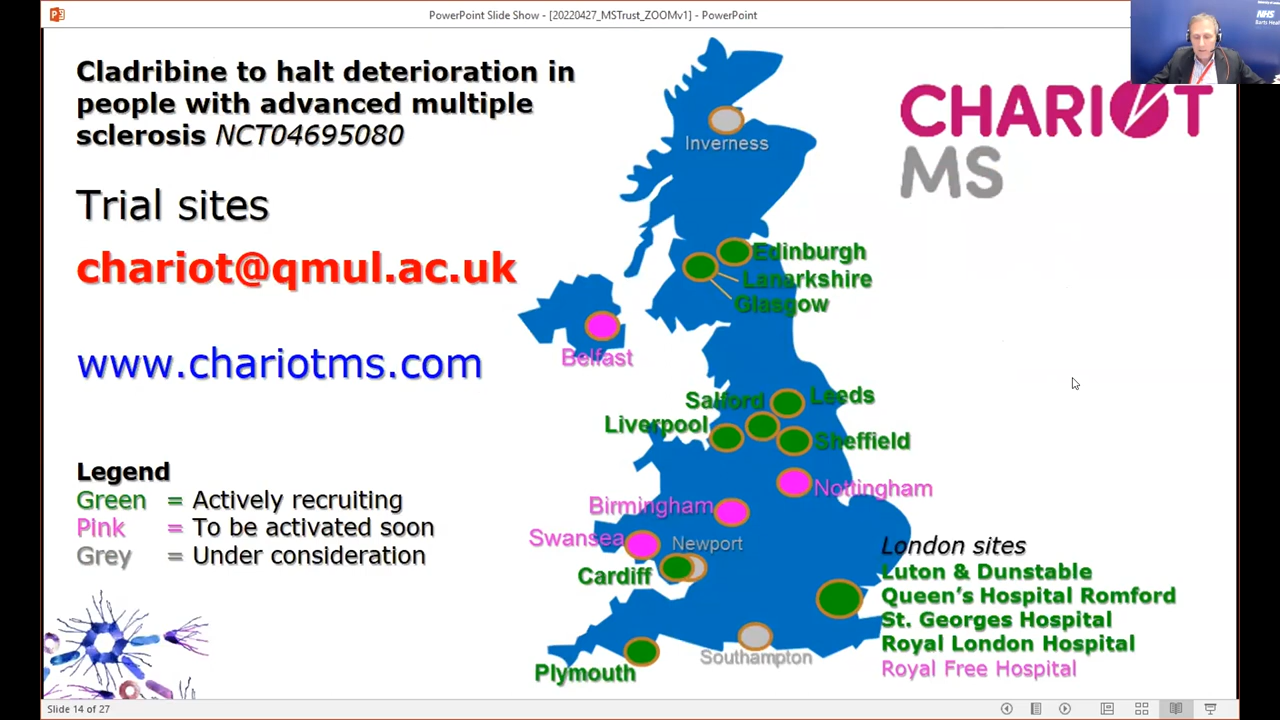 PowerPoint Slide Show - [20220427_MSTrust_ZOOMv1] - PowerPoint
NHS
Cladribine to halt deterioration in
people with advanced multiple
sclerosis NCT04695080
CHARIOT
MS
Trial sites
chariot@qmul.ac.uk
www.chariotms.com
Inverness
Edinburgh
Lanarkshire
Glasgow
Belfast
Salford
Leeds
Liverpool
Sheffield
Nottingham
Birmingham
Swansea
Newport
Cardiff
Plymouth
Southampton
Legend
Green = Actively recruiting
Pink = To be activated soon
Grey = Under consideration
London sites
Luton & Dunstable
Queen's Hospital Romford
St. Georges Hospital
Royal London Hospital
Royal Free Hospital
Slide 14 of 27